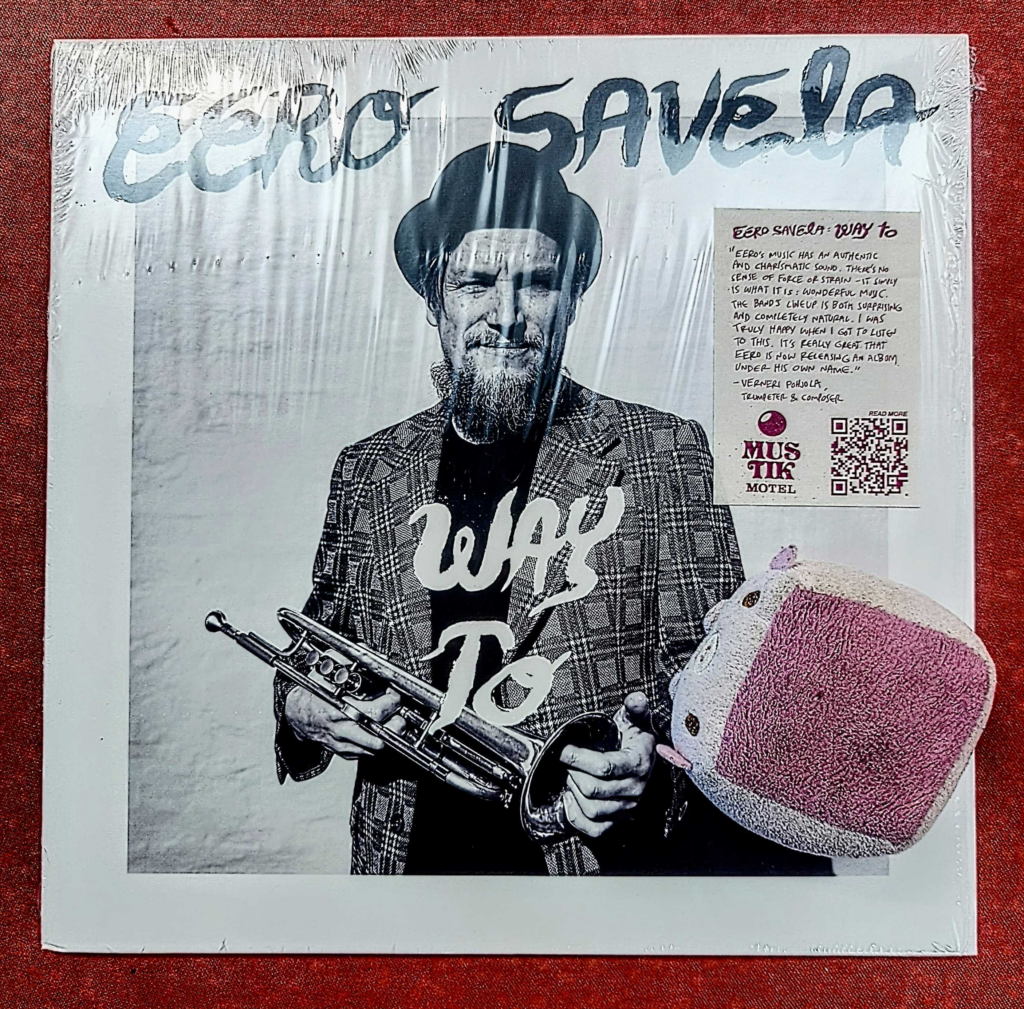 EERO SAVELA
EERO SAVELA: WAY TO
"EERO'S MUSIC HAS AN AUTHENTIC
AND CHARISMATIC SOUND. THERE'S NO
SENSE OF FORCE OR STRAIN – IT SIMPLY
IS WHAT IT IS: WONDERFUL MUSIC.
THE BANDS LINEUP IS BOTH SURPRISING
AND COMPLETELY NATURAL. I WAS
TRULY HAPPY WHEN I GOT TO LISTEN
TO THIS. IT'S REALLY GREAT THAT
EERO IS NOW RELEASING AN ALBUM
UNDER HIS OWN NAME."
– VERNERI POHJOLA,
TRUMPETER & COMPOSER
READ MORE
MUS
TIK
MOTEL
WAY
TO